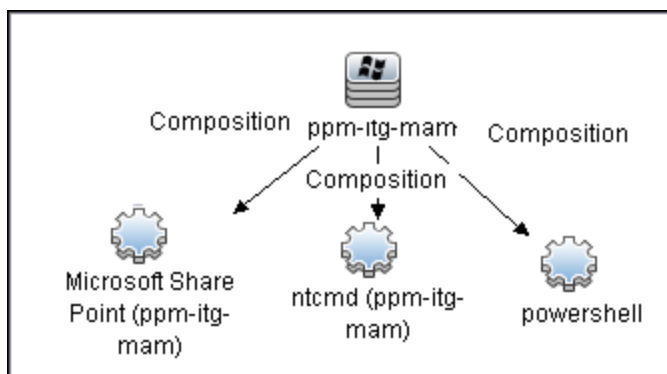 ppm-itg-mam
Composition
Composition
Composition
Microsoft Share
Point (ppm-itg-
mam)
ntcmd (ppm-itg-
mam)
powershell